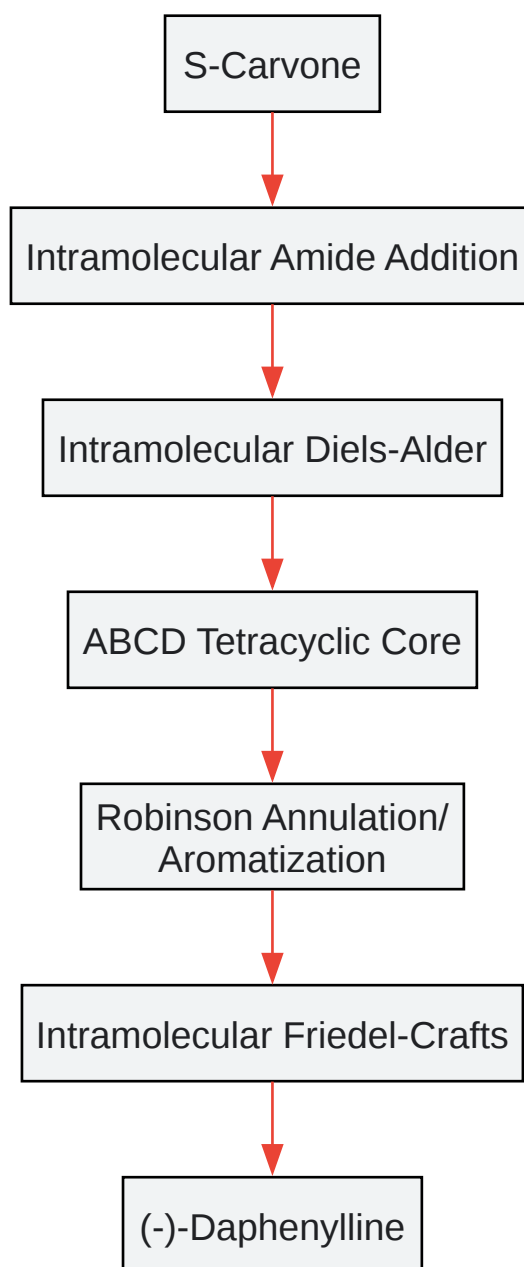 S-Carvone
Intramolecular Amide Addition
Intramolecular Diels-Alder
ABCD Tetracyclic Core
Robinson Annulation/
Aromatization
Intramolecular Friedel-Crafts
(-)-Daphenylline